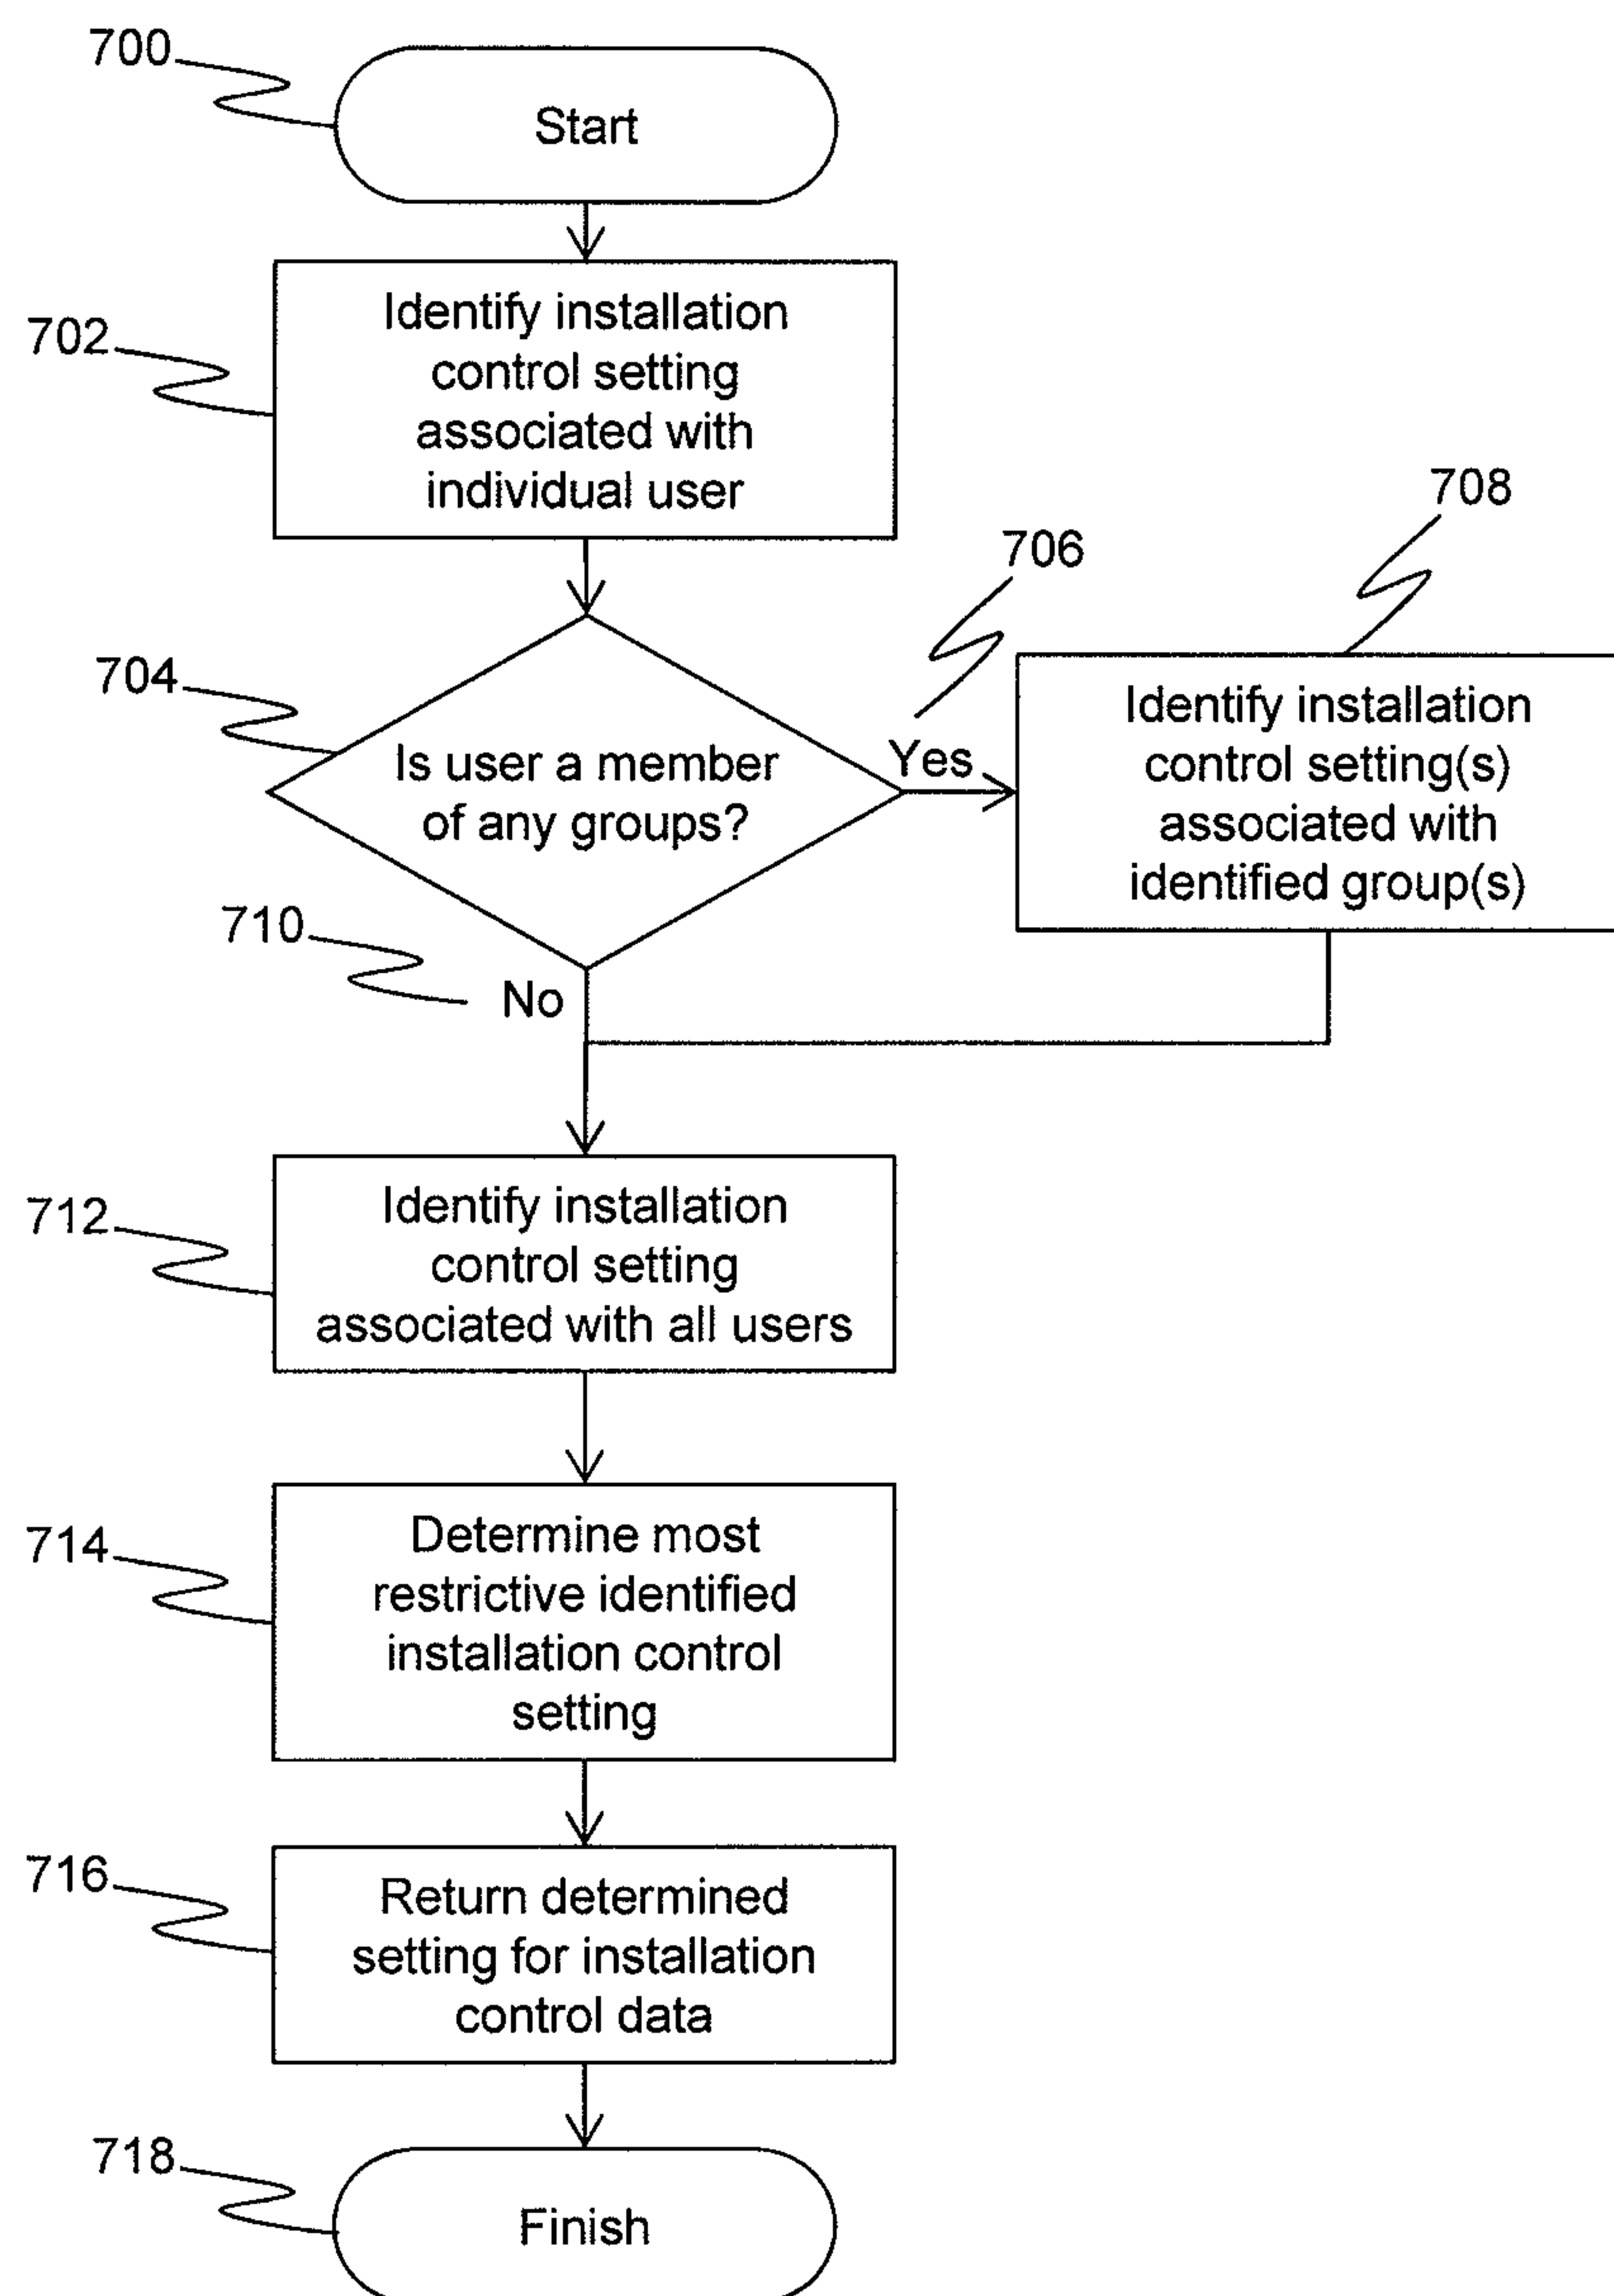 700
Start
702
Identify installation
control setting
associated with
individual user
704
Is user a member
of any groups?
706
Yes
708
Identify installation
control setting(s)
associated with
identified group(s)
710
No
712
Identify installation
control setting
associated with all users
714
Determine most
restrictive identified
installation control
setting
716
Return determined
setting for installation
control data
718
Finish